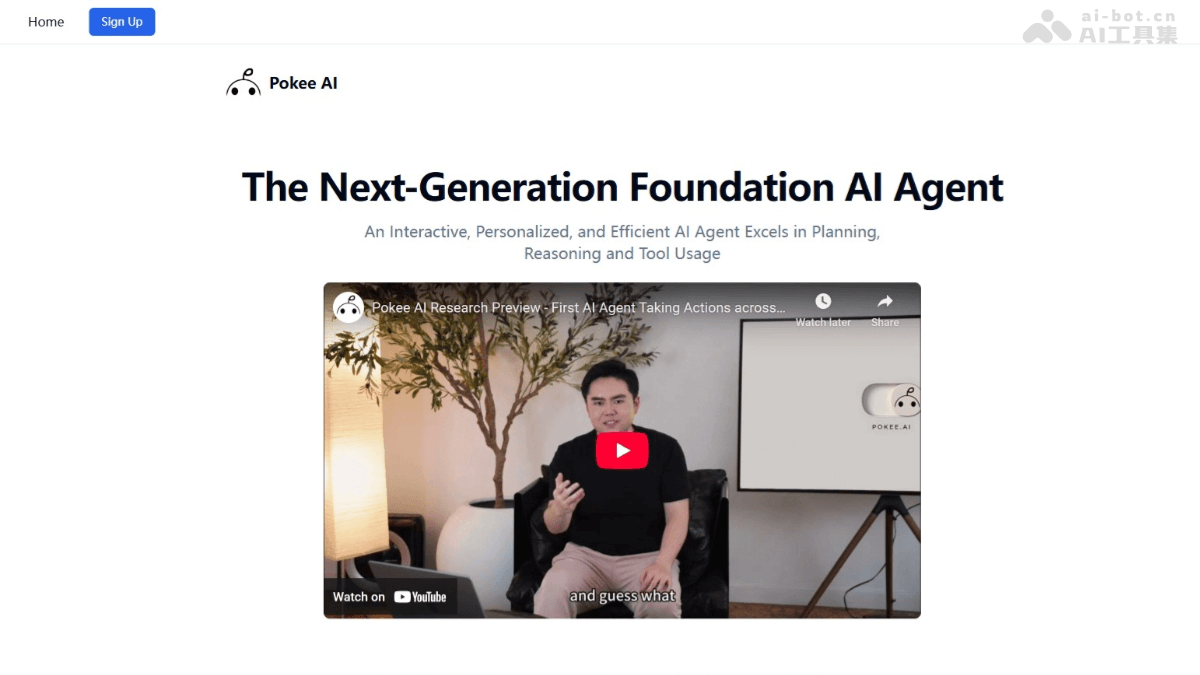 Home
Sign Up
ai-bot.cn
AI工具集
Pokee AI
The Next-Generation Foundation AI Agent
An Interactive, Personalized, and Efficient AI Agent Excels in Planning,
Reasoning and Tool Usage
Pokee AI Research Preview - First AI Agent Taking Actions across...
Watch later
Share
POKEE.AI
and guess what
Watch on YouTube